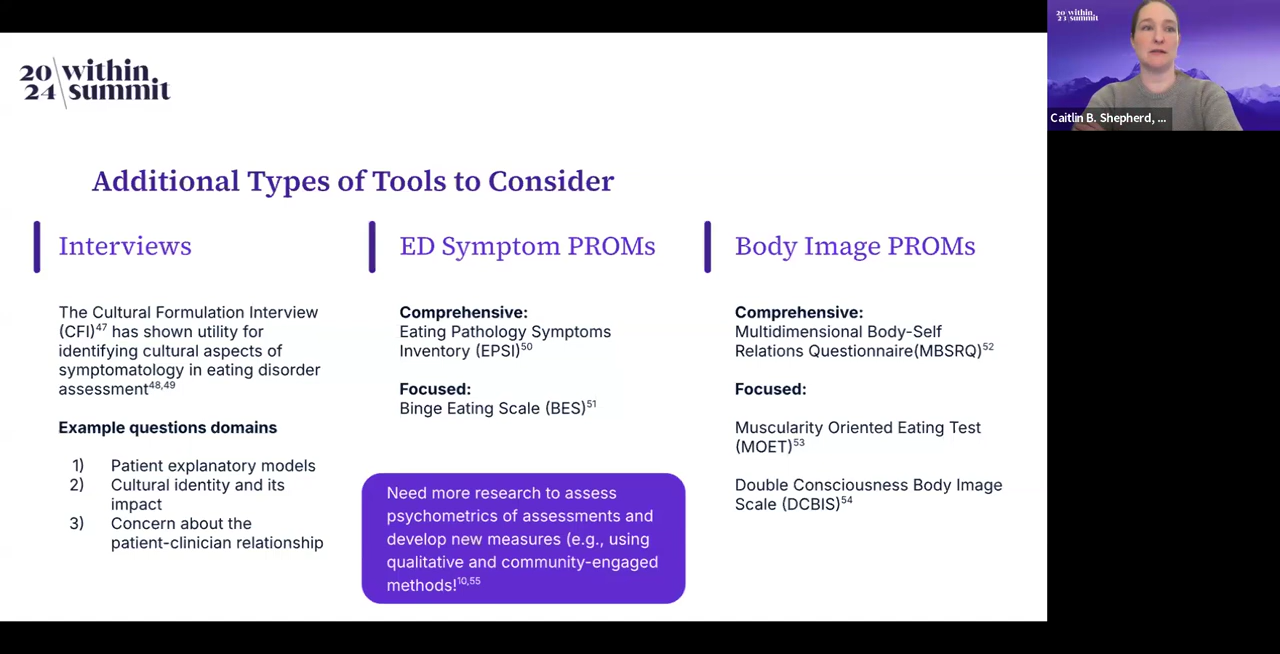 20 within
24 summit
Additional Types of Tools to Consider
Interviews
The Cultural Formulation Interview
(CFI)47 has shown utility for
identifying cultural aspects of
symptomatology in eating disorder
assessment48,49
Example questions domains
1) Patient explanatory models
2) Cultural identity and its
impact
3) Concern about the
patient-clinician relationship
ED Symptom PROMs
Comprehensive:
Eating Pathology Symptoms
Inventory (EPSI)50
Focused:
Binge Eating Scale (BES)51
Need more research to assess
psychometrics of assessments and
develop new measures (e.g., using
qualitative and community-engaged
methods!10,55
Body Image PROMs
Comprehensive:
Multidimensional Body-Self
Relations Questionnaire(MBSRQ)52
Focused:
Muscularity Oriented Eating Test
(MOET)53
Double Consciousness Body Image
Scale (DCBIS)54
20 within
24 summit
Caitlin B. Shepherd, ...